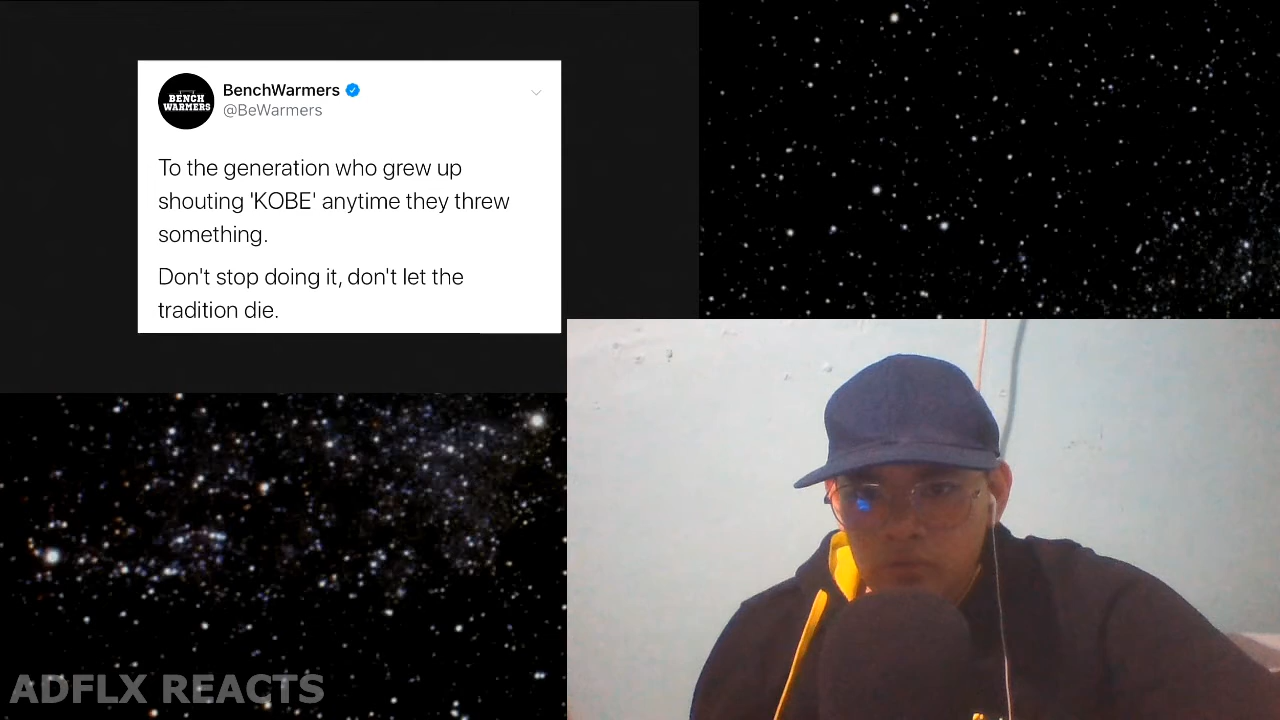 BENCH
WARMERS
BenchWarmers
@BeWarmers
To the generation who grew up
shouting 'KOBE' anytime they threw
something.
Don't stop doing it, don't let the
tradition die.
ADFLX REACTS